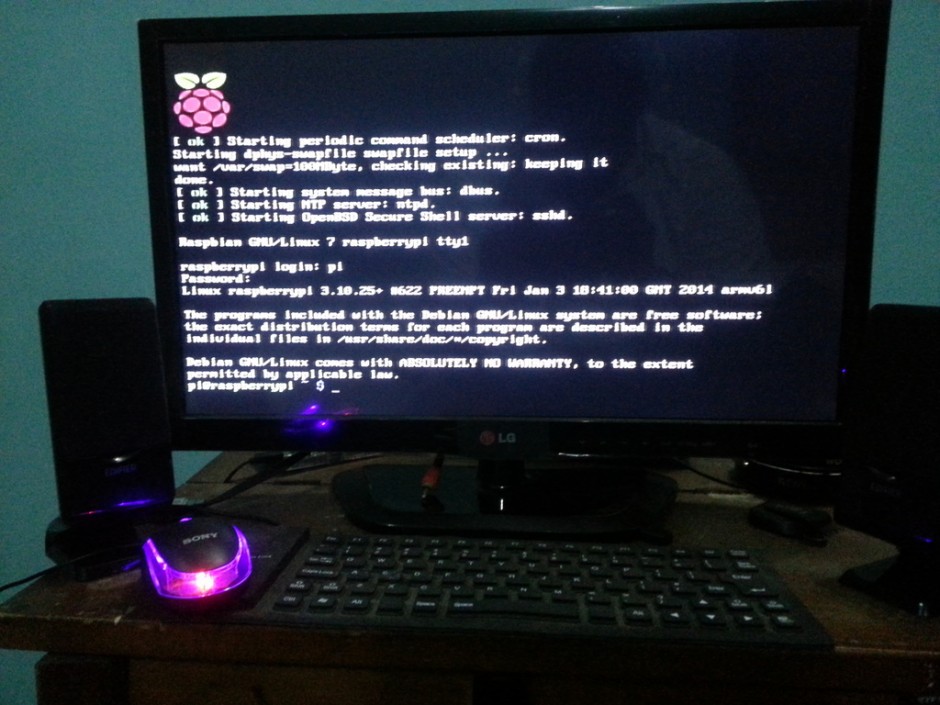 [ ok ] Starting periodic command scheduler: cron.
Starting dphys-swapfile swapfile setup ...
want /var/swap=100MByte, checking existing: keeping it
done.
[ ok ] Starting system message bus: dbus.
[ ok ] Starting NTP server: ntpd.
[ ok ] Starting OpenBSD Secure Shell server: sshd.
Raspbian GNU/Linux 7 raspberrypi tty1
raspberrypi login: pi
Password:
Linux raspberrypi 3.10.25+ #622 PREEMPT Fri Jan 3 18:41:00 GMT 2014 armv6l
The programs included with the Debian GNU/Linux system are free software;
the exact distribution terms for each program are described in the
individual files in /usr/share/doc/*/copyright.
Debian GNU/Linux comes with ABSOLUTELY NO WARRANTY, to the extent
permitted by applicable law.
pi@raspberrypi ~ $ _
LG
EDIFIER
SONY